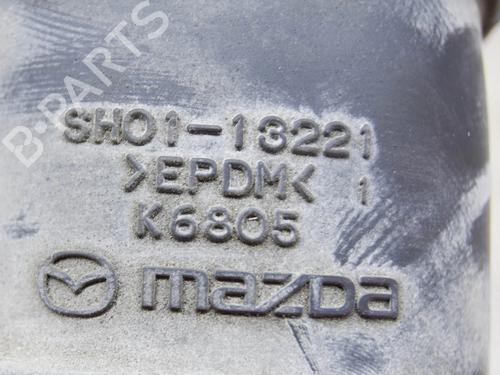 B-PARTS
SH01-13221
>EPDM< 1
K6805
mazda